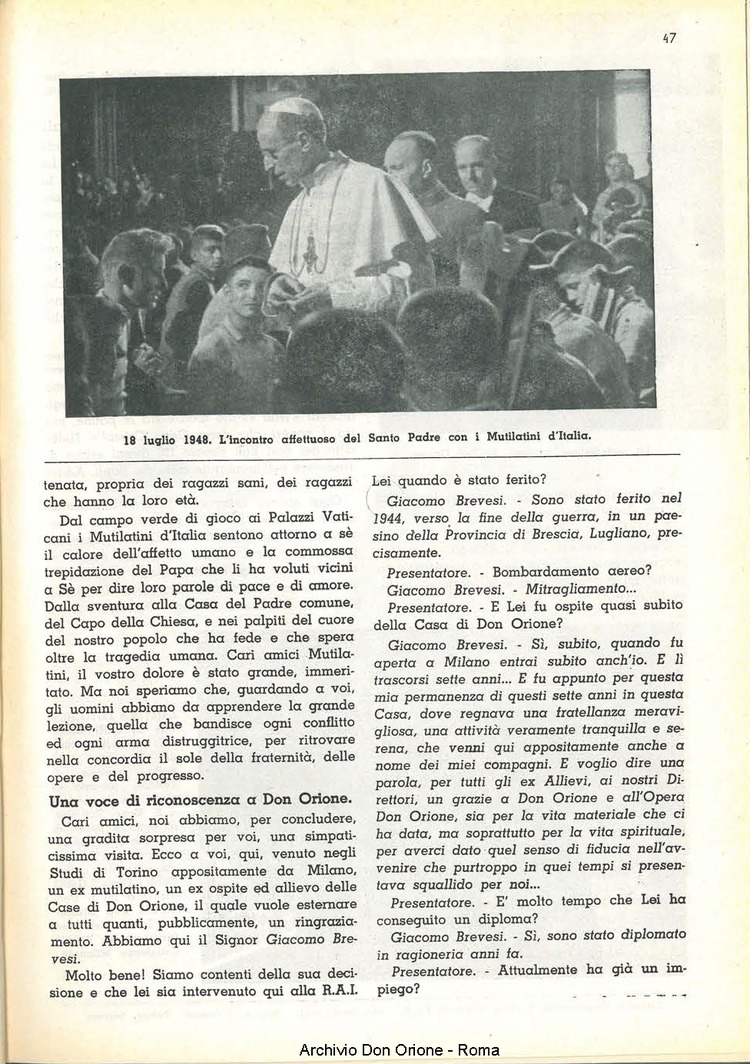 47
18 luglio 1948. L'incontro affettuoso del Santo Padre con i Mutilatini d'Italia.
tenata, propria dei ragazzi sani, dei ragazzi
che hanno la loro età.
Dal campo verde di gioco ai Palazzi Vati-
cani i Mutilatini d'Italia sentono attorno a sè
il calore dell'affetto umano e la commossa
trepidazione del Papa che li ha voluti vicini
a Sè per dire loro parole di pace e di amore.
Dalla sventura alla Casa del Padre comune,
del Capo della Chiesa, e nei palpiti del cuore
del nostro popolo che ha fede e che spera
oltre la tragedia umana. Cari amici Mutila-
tini, il vostro dolore è stato grande, immeri-
tato. Ma noi speriamo che, guardando a voi,
gli uomini abbiamo da apprendere la grande
lezione, quella che bandisce ogni conflitto
ed ogni arma distruggitrice, per ritrovare
nella concordia il sole della fraternità, delle
opere e del progresso.
Una voce di riconoscenza a Don Orione.
Cari amici, noi abbiamo, per concludere,
una gradita sorpresa per voi, una simpati-
cissima visita. Ecco a voi, qui, venuto negli
Studi di Torino appositamente da Milano,
un ex mutilatino, un ex ospite ed allievo delle
Case di Don Orione, il quale vuole esternare
a tutti quanti, pubblicamente, un ringrazia-
mento. Abbiamo qui il Signor Giacomo Bre-
vesi.
Molto bene! Siamo contenti della sua deci-
sione e che lei sia intervenuto qui alla R.A.I.
Lei quando è stato ferito?
Giacomo Brevesi. - Sono stato ferito nel
1944, verso la fine della guerra, in un pae-
sino della Provincia di Brescia, Lugliano, pre-
cisamente.
Presentatore. - Bombardamento aereo?
Giacomo Brevesi. - Mitragliamento...
Presentatore. - E Lei fu ospite quasi subito
della Casa di Don Orione?
Giacomo Brevesi. - Sì, subito, quando fu
aperta a Milano entrai subito anch'io. E lì
trascorsi sette anni... E fu appunto per questa
mia permanenza di questi sette anni in questa
Casa, dove regnava una fratellanza meravi-
gliosa, una attività veramente tranquilla e se-
rena, che venni qui appositamente anche a
nome dei miei compagni. E voglio dire una
parola, per tutti gli ex Allievi, ai nostri Di-
rettori, un grazie a Don Orione e all'Opera
Don Orione, sia per la vita materiale che ci
ha data, ma soprattutto per la vita spirituale,
per averci dato quel senso di fiducia nell'av-
venire che purtroppo in quei tempi si presen-
tava squallido per noi...
Presentatore. - E' molto tempo che Lei ha
conseguito un diploma?
Giacomo Brevesi. - Sì, sono stato diplomato
in ragioneria anni fa.
Presentatore. - Attualmente ha già un im-
piego?
Archivio Don Orione - Roma